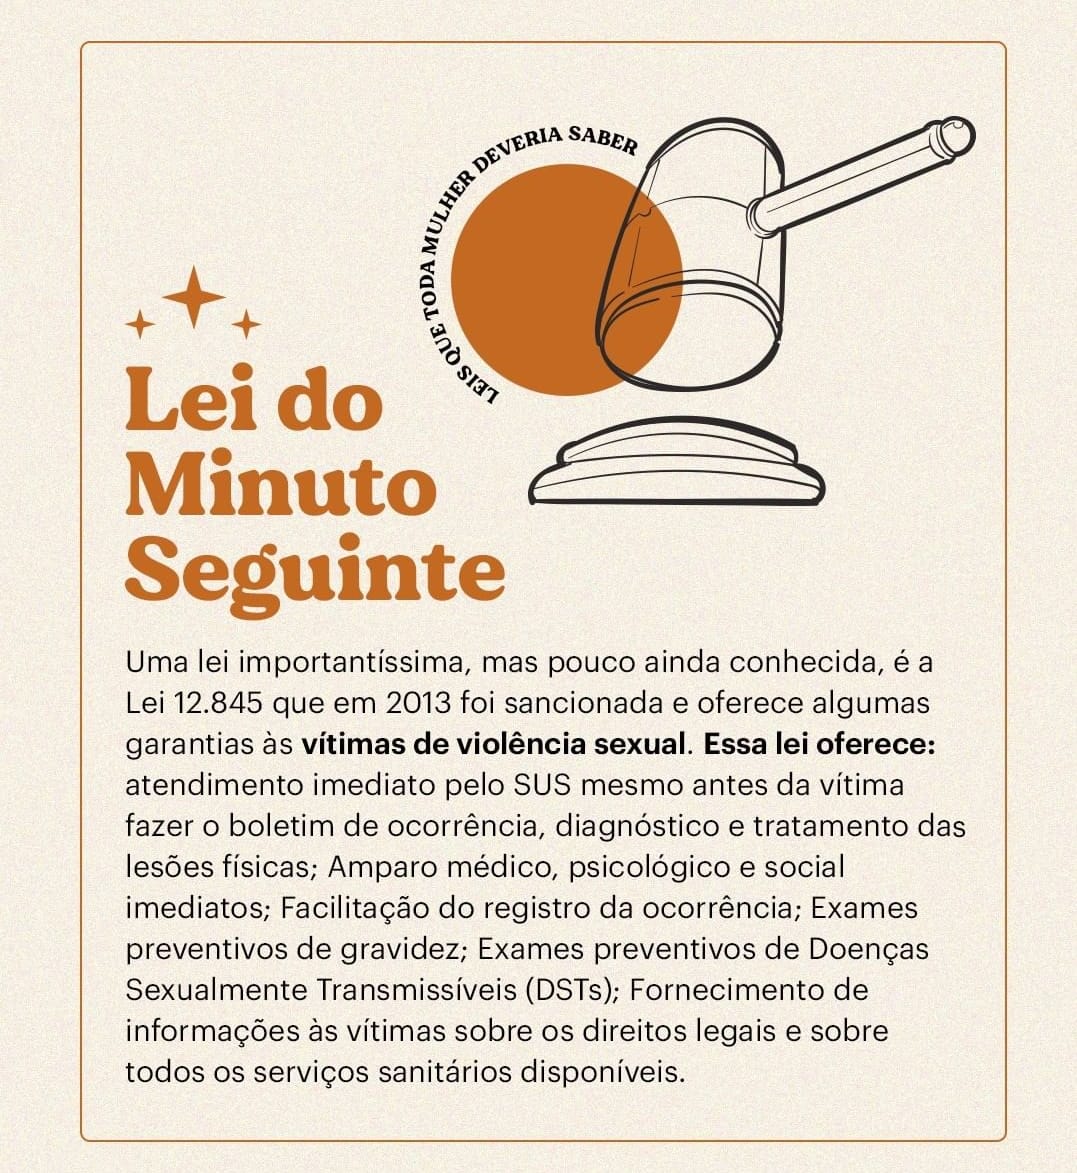 LEIS QUE TODA MULHER DEVERIA SABER
Lei do
Minuto
Seguinte
Uma lei importantíssima, mas pouco ainda conhecida, é a
Lei 12.845 que em 2013 foi sancionada e oferece algumas
garantias às vítimas de violência sexual. Essa lei oferece:
atendimento imediato pelo SUS mesmo antes da vítima
fazer o boletim de ocorrência, diagnóstico e tratamento das
lesões físicas; Amparo médico, psicológico e social
imediatos; Facilitação do registro da ocorrência; Exames
preventivos de gravidez; Exames preventivos de Doenças
Sexualmente Transmissíveis (DSTs); Fornecimento de
informações às vítimas sobre os direitos legais e sobre
todos os serviços sanitários disponíveis.